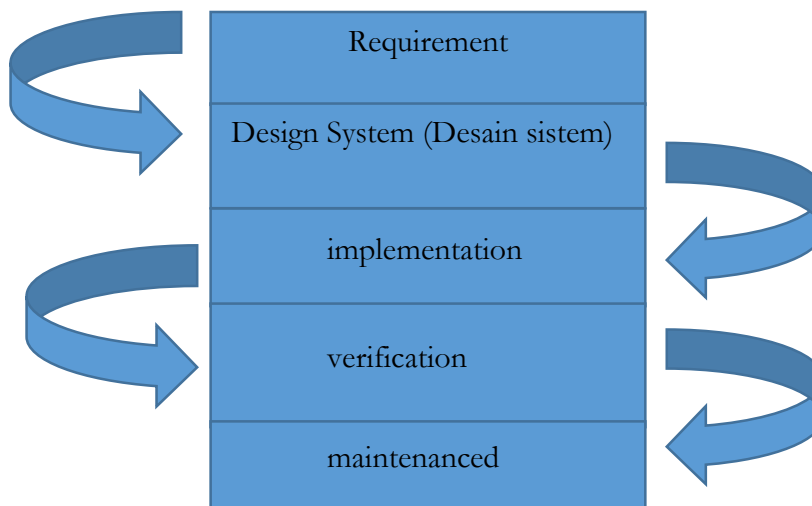 Requirement
Design System (Desain sistem)
implementation
verification
maintenanced